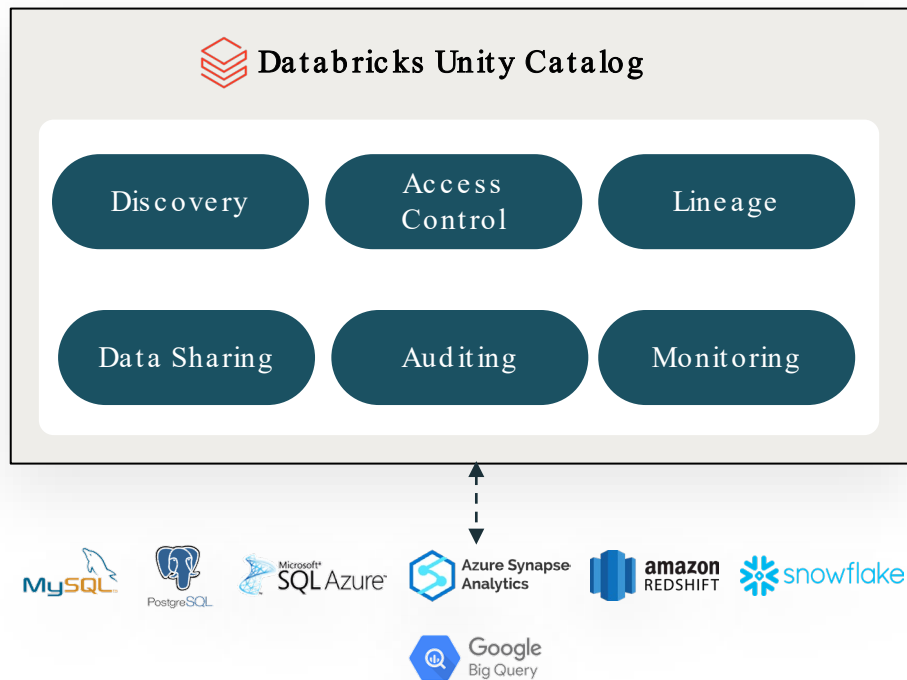 Databricks Unity Catalog
Discovery
Access
Control
Lineage
Data Sharing
Auditing
Monitoring
MySQL
PostgreSQL
Microsoft®
SQL Azure™
Azure Synapse
Analytics
amazon
REDSHIFT
snowflake
Google
Big Query